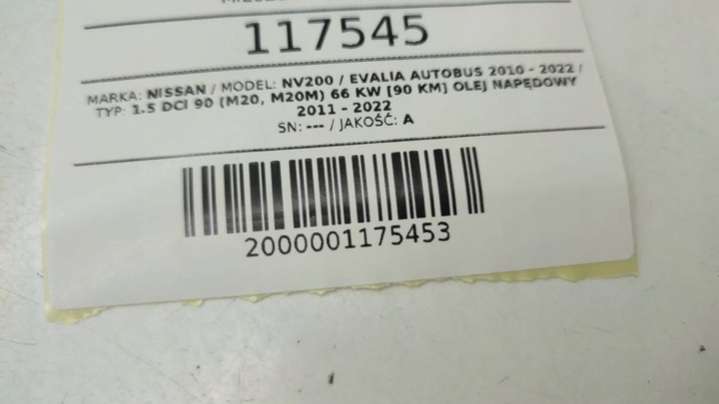 117545
MARKA: NISSAN / MODEL: NV200 / EVALIA AUTOBUS 2010 - 2022 /
TYP: 1.5 DCI 90 (M20, M20M) 66 KW [90 KM] OLEJ NAPĘDOWY
2011 - 2022
SN: --- / JAKOŚĆ: A
2000001175453